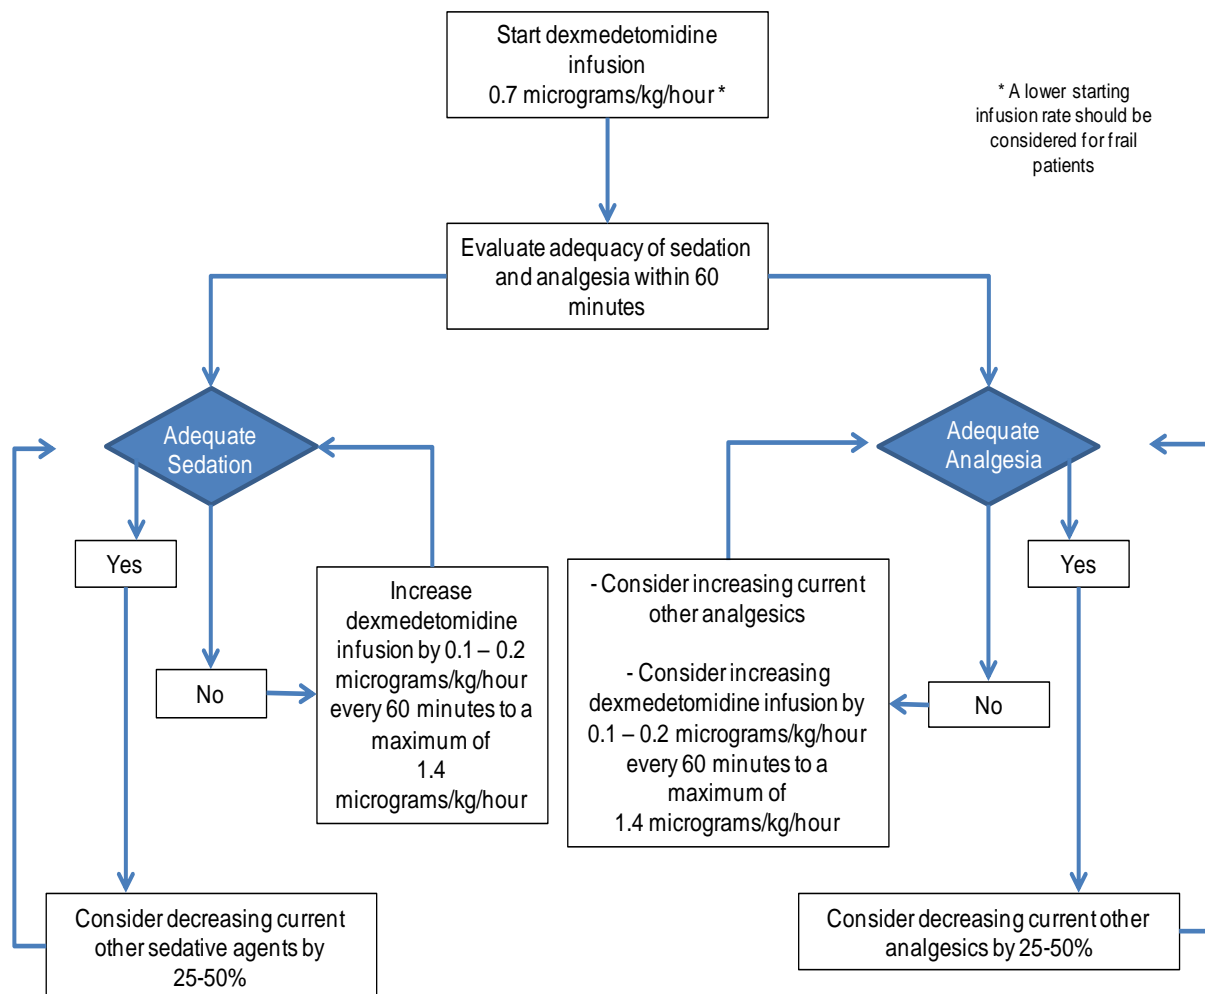 Start dexmedetomidine
infusion
0.7 micrograms/kg/hour *
* A lower starting
infusion rate should be
considered for frail
patients
Evaluate adequacy of sedation
and analgesia within 60
minutes
Adequate
Sedation
Yes
No
Increase
dexmedetomidine
infusion by 0.1 – 0.2
micrograms/kg/hour
every 60 minutes to a
maximum of
1.4
micrograms/kg/hour
Consider decreasing current
other sedative agents by
25-50%
Adequate
Analgesia
Yes
No
- Consider increasing current
other analgesics
- Consider increasing
dexmedetomidine infusion by
0.1 – 0.2 micrograms/kg/hour
every 60 minutes to a
maximum of
1.4 micrograms/kg/hour
Consider decreasing current other
analgesics by 25-50%